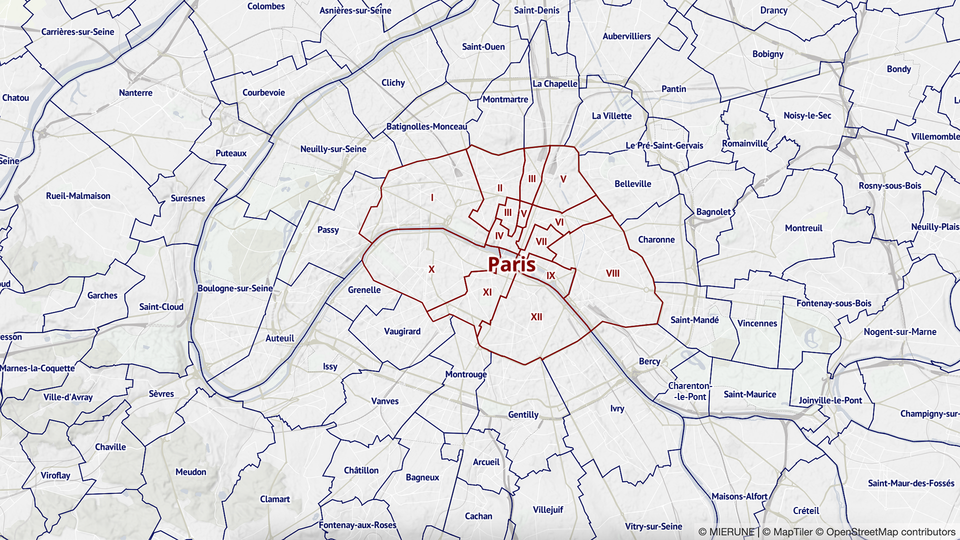 Colombes
Asnières-sur-Seine
Saint-Denis
Drancy
Carrières-sur-Seine
Aubervilliers
Saint-Ouen
Bobigny
Bondy
Clichy
La Chapelle
Pantin
Chatou
Nanterre
Courbevoie
Montmartre
La Villette
Noisy-le-Sec
Batignolles-Monceau
Villemomble
Neuilly-sur-Seine
Le Pré-Saint-Gervais
Romainville
Puteaux
Seine
III
V
Belleville
Rosny-sous-Bois
II
Rueil-Malmaison
Suresnes
I
III
V
Bagnolet
VI
Montreuil
Neuilly-Plais
Passy
IV
VII
Charonne
Paris
X
IX
VIII
Boulogne-sur-Seine
Grenelle
XI
Garches
Saint-Cloud
Fontenay-sous-Bois
XII
Saint-Mandé
Vincennes
Vaugirard
Nogent-sur-Marne
esson
Auteuil
Bercy
Marnes-la-Coquette
Issy
Montrouge
Charenton-
-le-Pont
Saint-Maurice
Joinville-le-Pont
Ville-d'Avray
Sèvres
Vanves
Ivry
Gentilly
Champigny-sur
Chaville
Arcueil
Viroflay
Meudon
Châtillon
Bagneux
Saint-Maur-des-Fossés
Clamart
Maisons-Alfort
Villejuif
Créteil
Cachan
Fontenay-aux-Roses
Vitry-sur-Seine
© MIERUNE | © MapTiler © OpenStreetMap contributors